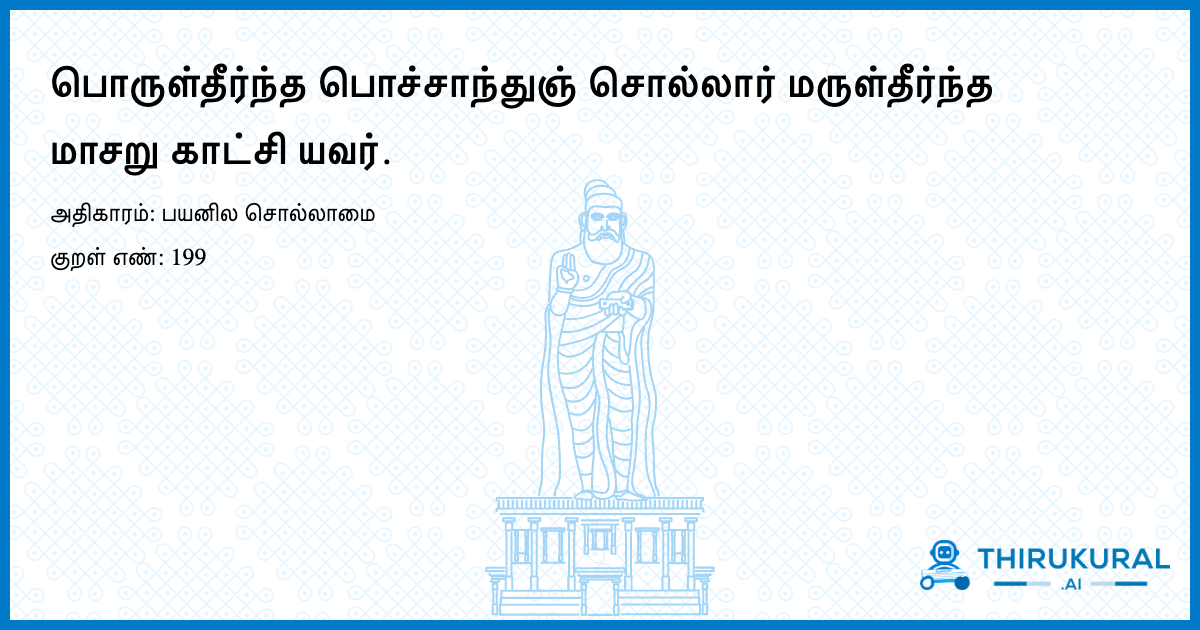 பொருள்தீர்ந்த பொச்சாந்துஞ் சொல்லார் மருள்தீர்ந்த
மாசறு காட்சி யவர்.
அதிகாரம்: பயனில சொல்லாமை
குறள் எண்: 199
THIRUKURAL
.AI